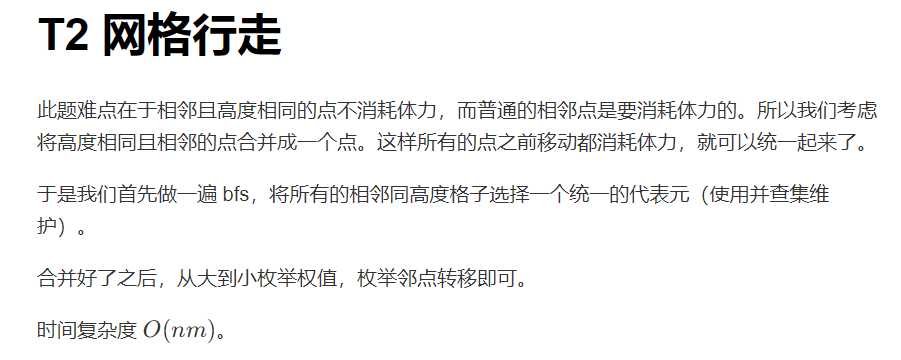 T2 网格行走
此题难点在于相邻且高度相同的点不消耗体力，而普通的相邻点是要消耗体力的。所以我们考虑
将高度相同且相邻的点合并成一个点。这样所有的点之前移动都消耗体力，就可以统一起来了。
于是我们首先做一遍 bfs，将所有的相邻同高度格子选择一个统一的代表元（使用并查集维
护）。
合并好了之后，从大到小枚举权值，枚举邻点转移即可。
时间复杂度 O(nm)。